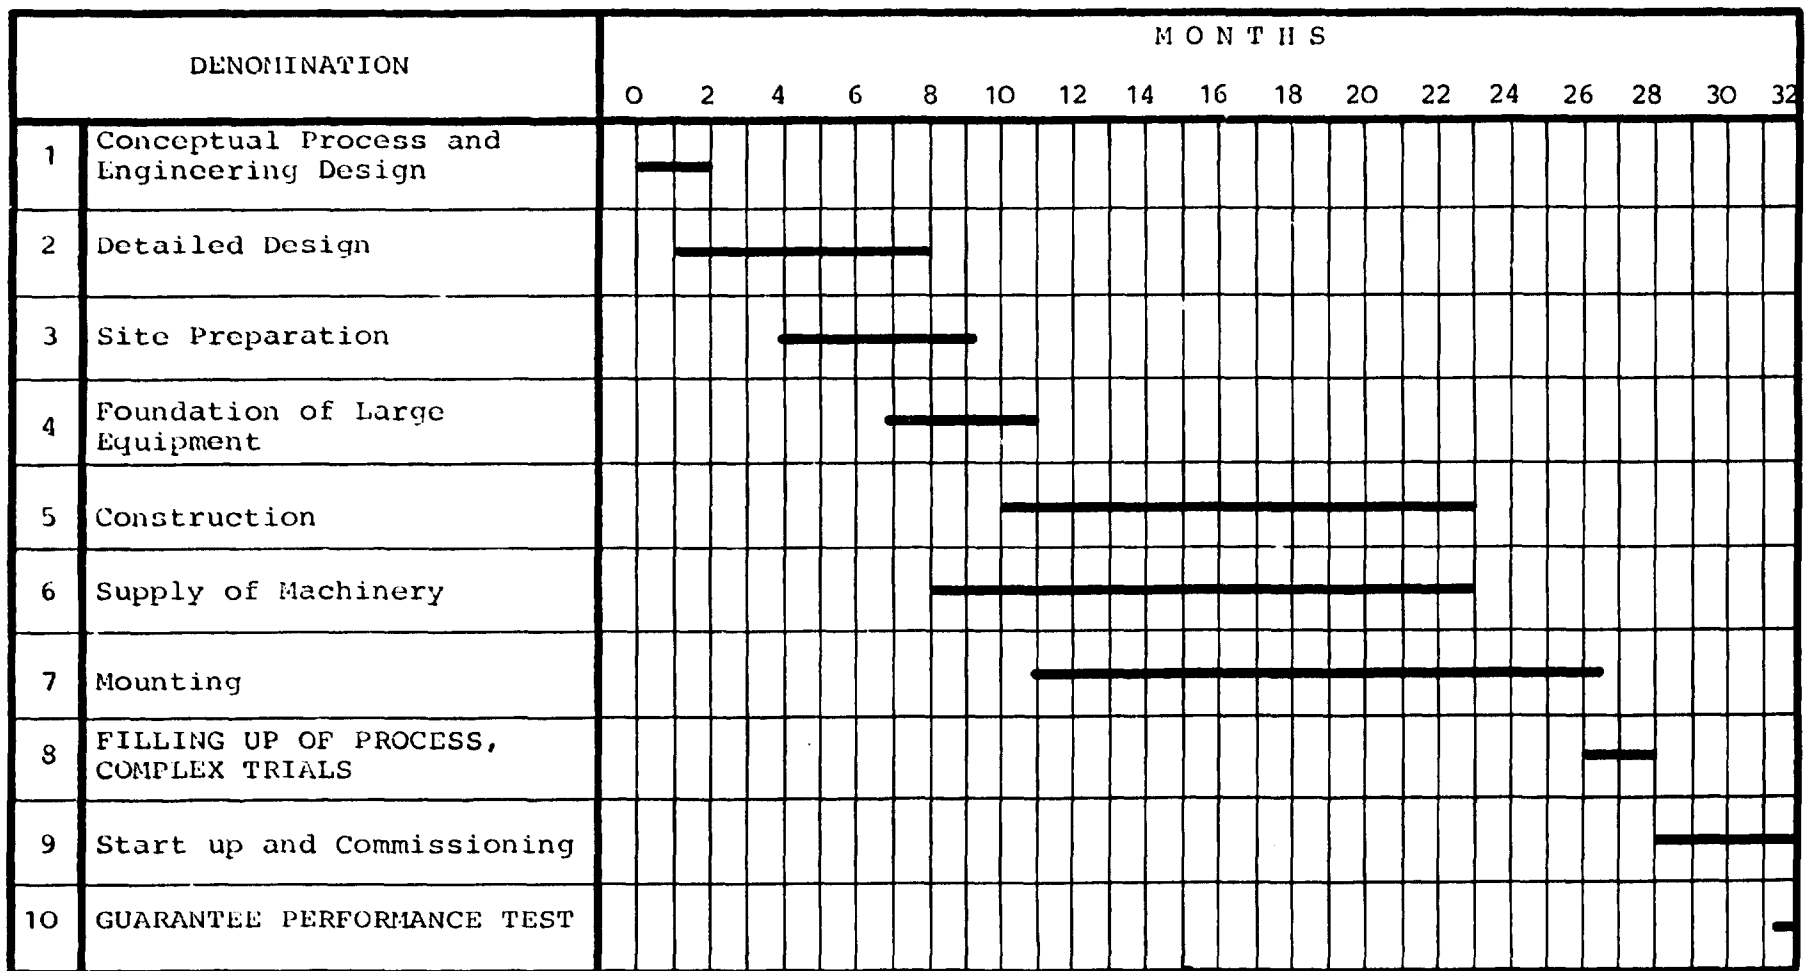 DENOMINATION
M O N T H S
0 2 4 6 8 10 12 14 16 18 20 22 24 26 28 30 32
1 Conceptual Process and
Engineering Design
2 Detailed Design
3 Site Preparation
4 Foundation of Large
Equipment
5 Construction
6 Supply of Machinery
7 Mounting
8 FILLING UP OF PROCESS,
COMPLEX TRIALS
9 Start up and Commissioning
10 GUARANTEE PERFORMANCE TEST